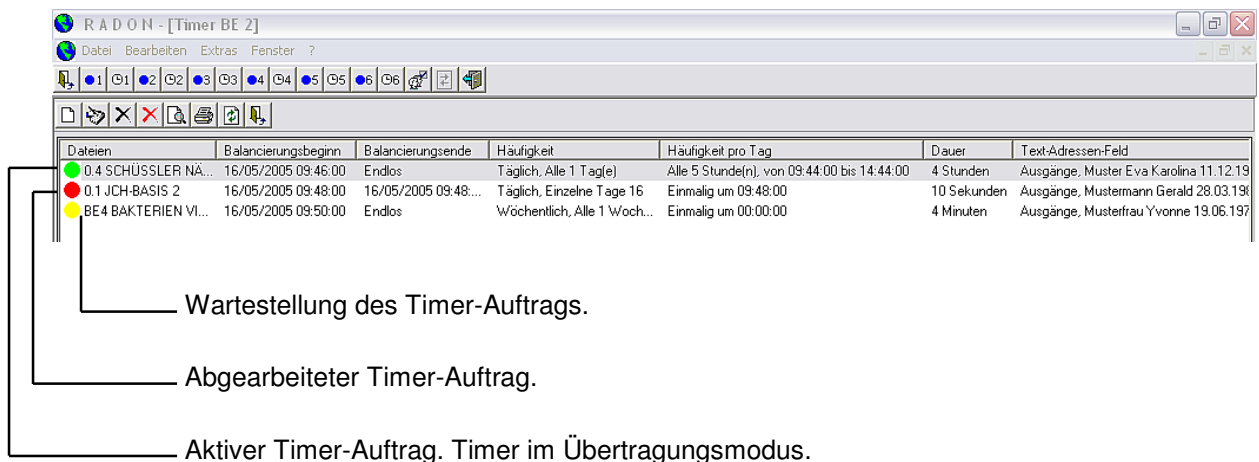 R A D O N - [Timer BE 2]
Datei Bearbeiten Extras Fenster ?
1 1 2 2 3 3 4 4 5 5 6 6
Dateien Balancierungsbeginn Balancierungsende Häufigkeit Häufigkeit pro Tag Dauer Text-Adressen-Feld
0.4 SCHÜSSLER NÄ... 16/05/2005 09:46:00 Endlos Täglich, Alle 1 Tag(e) Alle 5 Stunde(n), von 09:44:00 bis 14:44:00 4 Stunden Ausgänge, Muster Eva Karolina 11.12.19
0.1 JCH-BASIS 2 16/05/2005 09:48:00 16/05/2005 09:48:... Täglich, Einzelne Tage 16 Einmalig um 09:48:00 10 Sekunden Ausgänge, Mustermann Gerald 28.03.198
BE4 BAKTERIEN VI... 16/05/2005 09:50:00 Endlos Wöchentlich, Alle 1 Woch... Einmalig um 00:00:00 4 Minuten Ausgänge, Musterfrau Yvonne 19.06.197
Wartestellung des Timer-Auftrags.
Abgearbeiteter Timer-Auftrag.
Aktiver Timer-Auftrag. Timer im Übertragungsmodus.